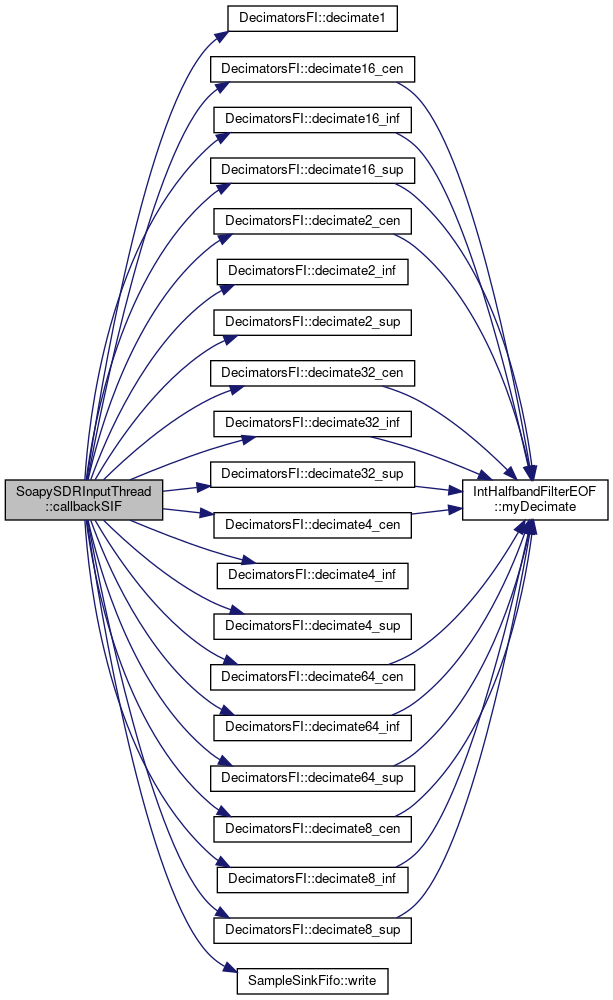 DecimatorsFI::decimate1
DecimatorsFI::decimate16_cen
DecimatorsFI::decimate16_inf
DecimatorsFI::decimate16_sup
DecimatorsFI::decimate2_cen
DecimatorsFI::decimate2_inf
DecimatorsFI::decimate2_sup
DecimatorsFI::decimate32_cen
DecimatorsFI::decimate32_inf
DecimatorsFI::decimate32_sup
SoapySDRInputThread
::callbackSIF
IntHalfbandFilterEOF
::myDecimate
DecimatorsFI::decimate4_cen
DecimatorsFI::decimate4_inf
DecimatorsFI::decimate4_sup
DecimatorsFI::decimate64_cen
DecimatorsFI::decimate64_inf
DecimatorsFI::decimate64_sup
DecimatorsFI::decimate8_cen
DecimatorsFI::decimate8_inf
DecimatorsFI::decimate8_sup
SampleSinkFifo::write